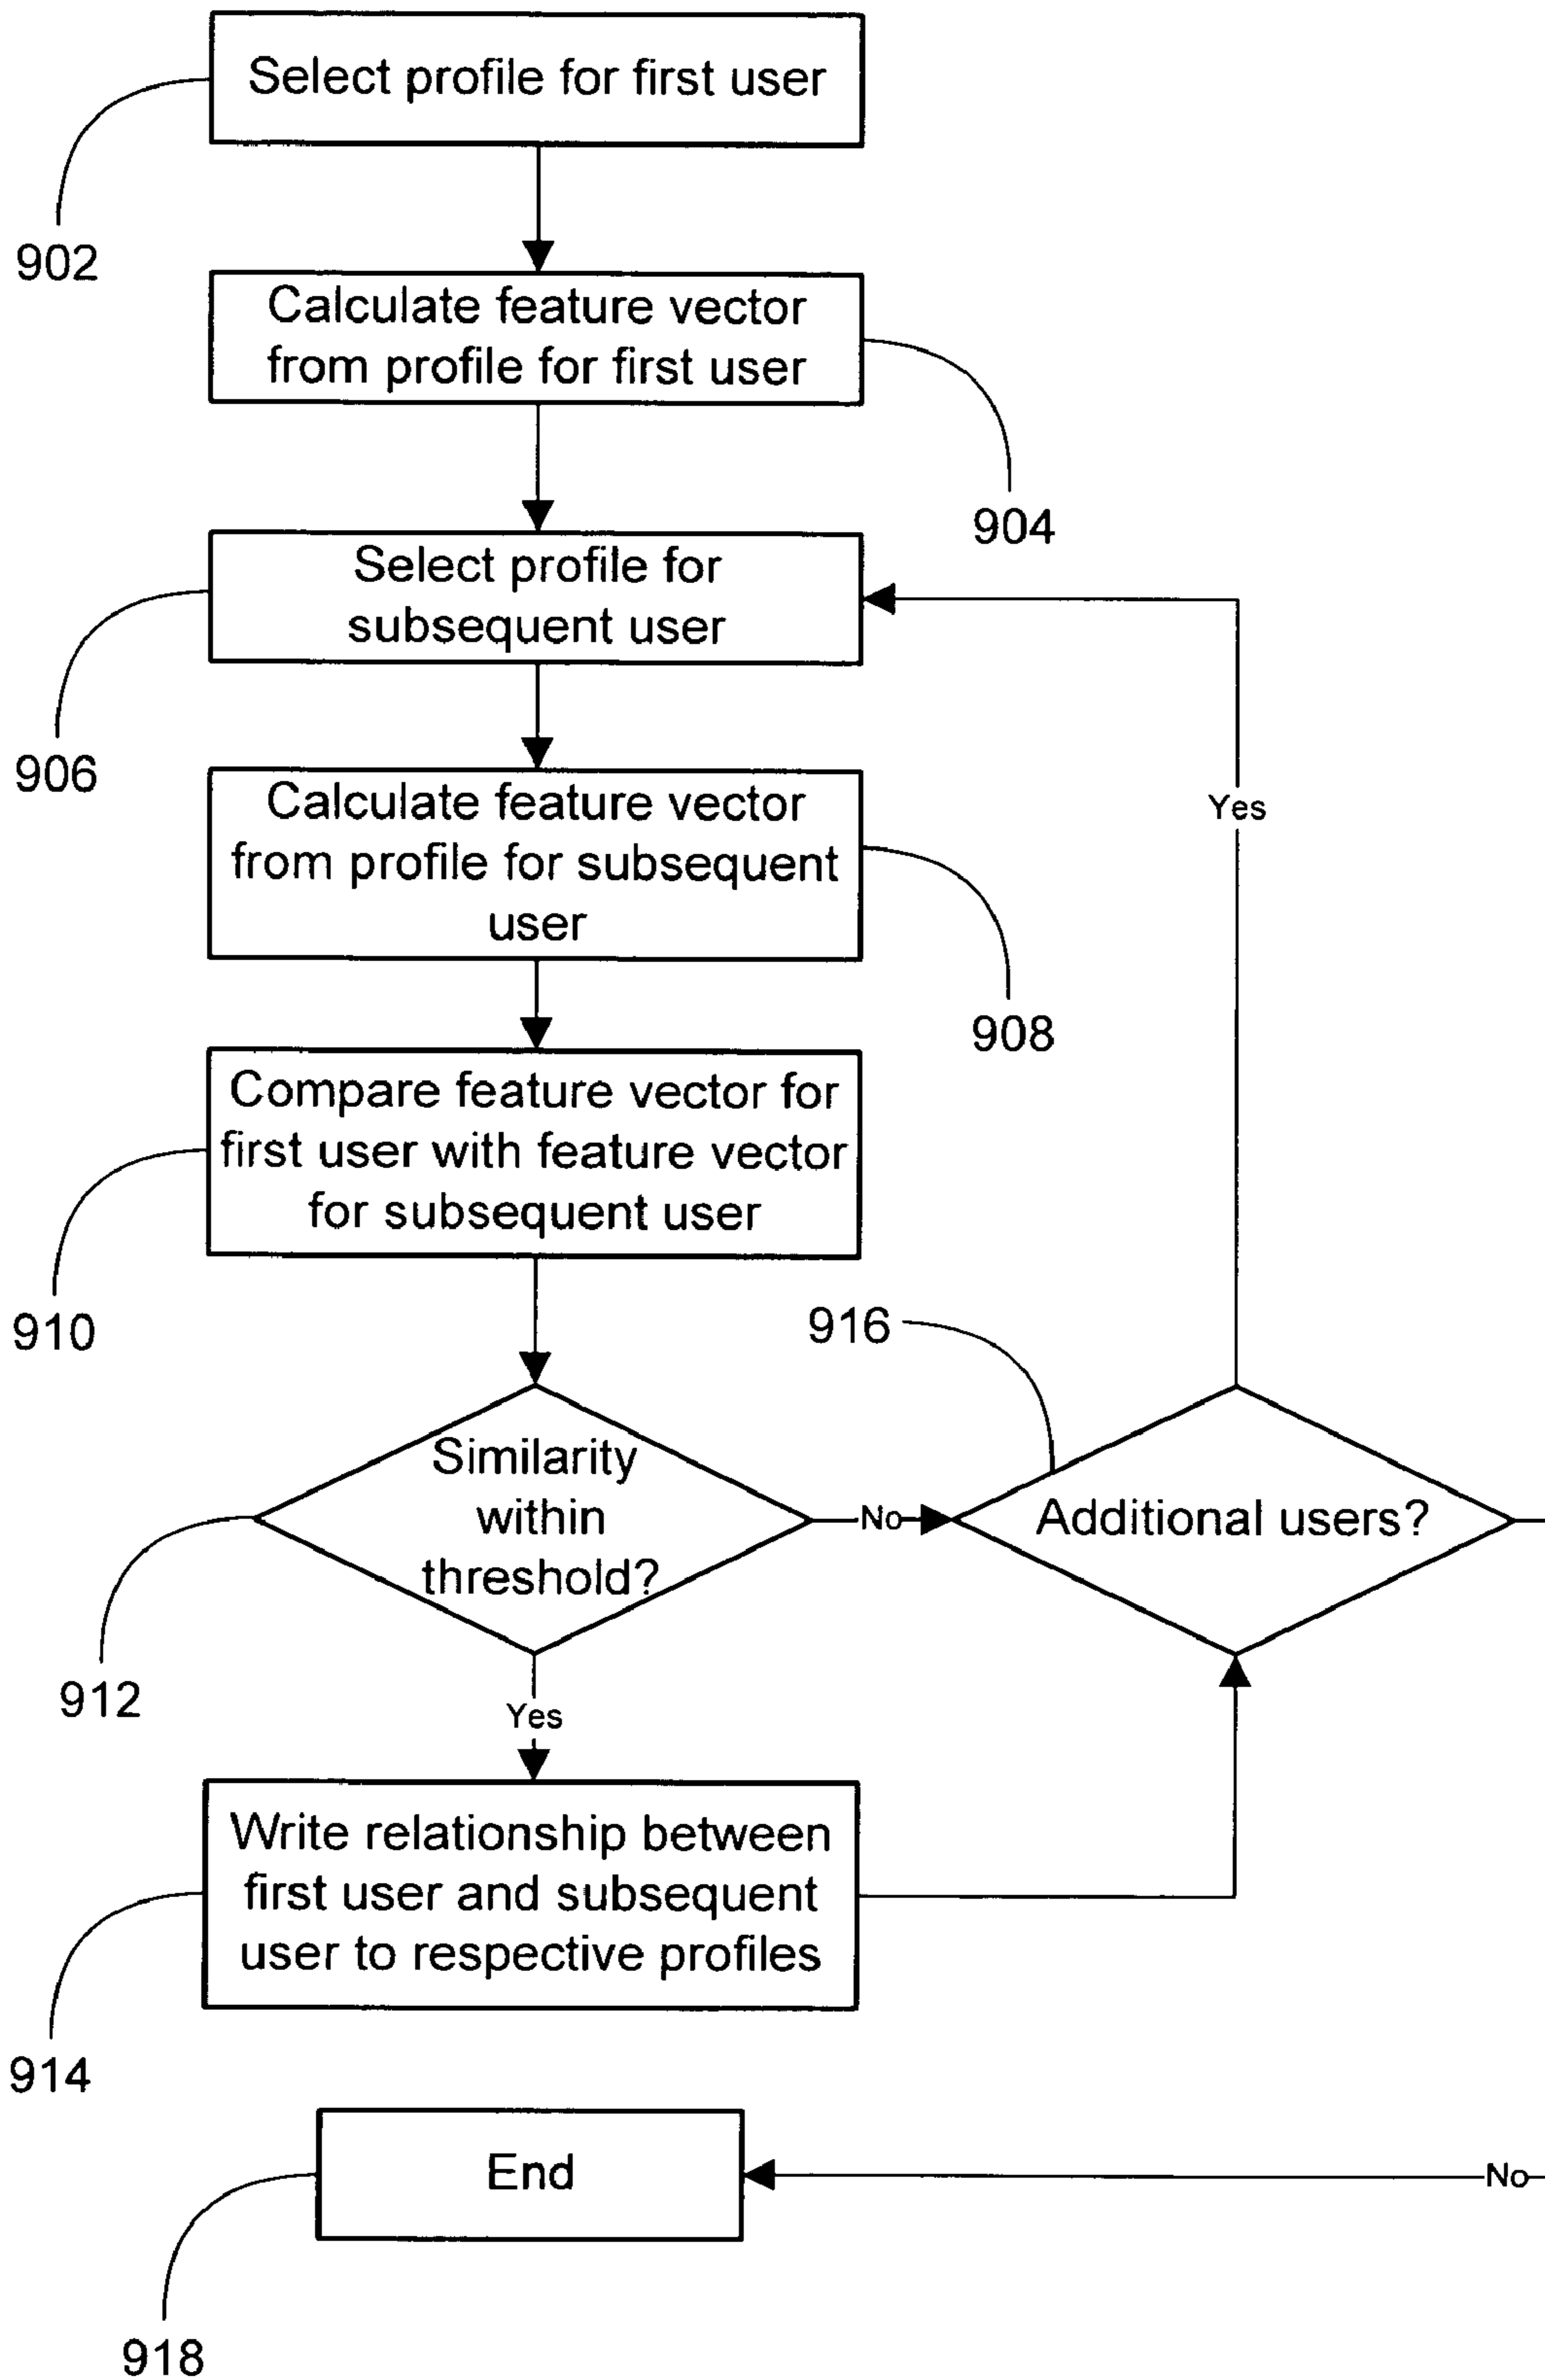 Select profile for first user
902
Calculate feature vector
from profile for first user
904
Select profile for
subsequent user
906
Calculate feature vector
from profile for subsequent
user
908
Yes
Compare feature vector for
first user with feature vector
for subsequent user
910
916
Similarity
within
threshold?
No
Additional users?
912
Yes
Write relationship between
first user and subsequent
user to respective profiles
914
End
No
918